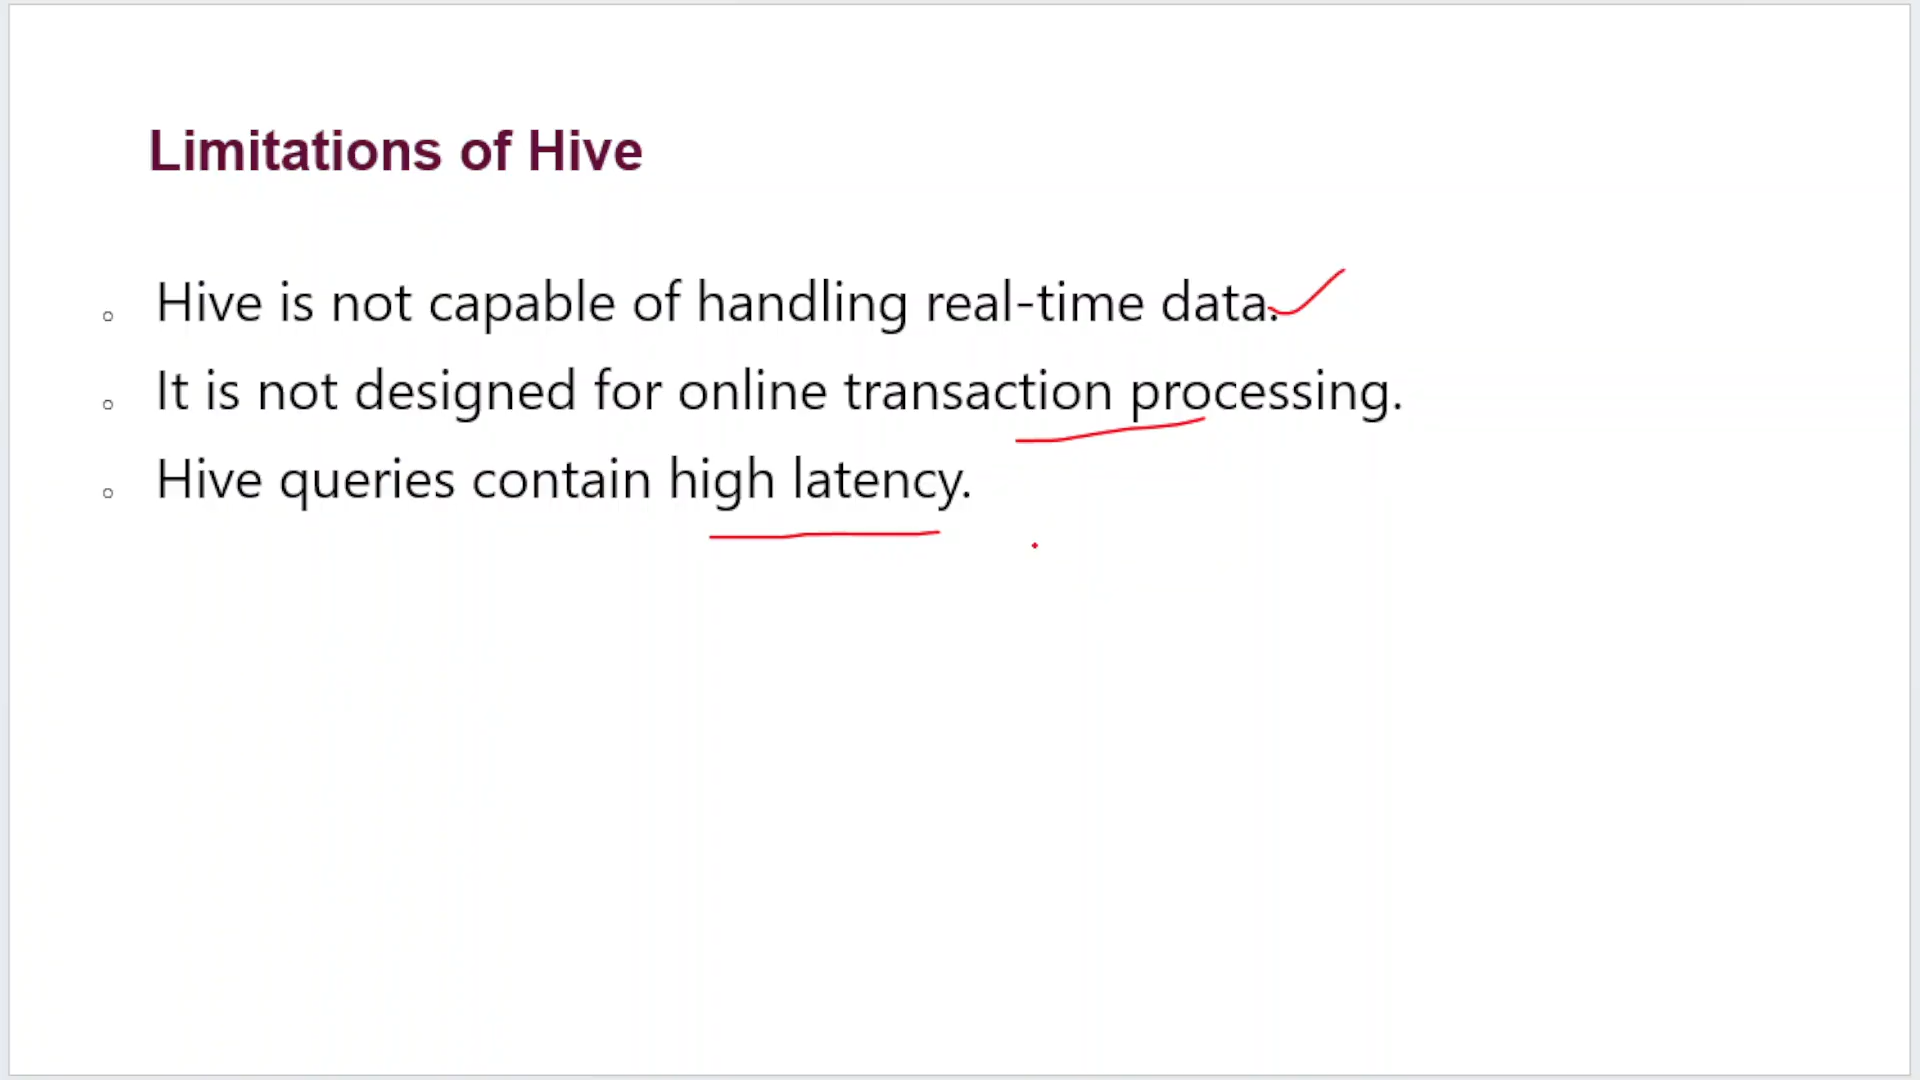 Limitations of Hive
Hive is not capable of handling real-time data.
It is not designed for online transaction processing.
Hive queries contain high latency.